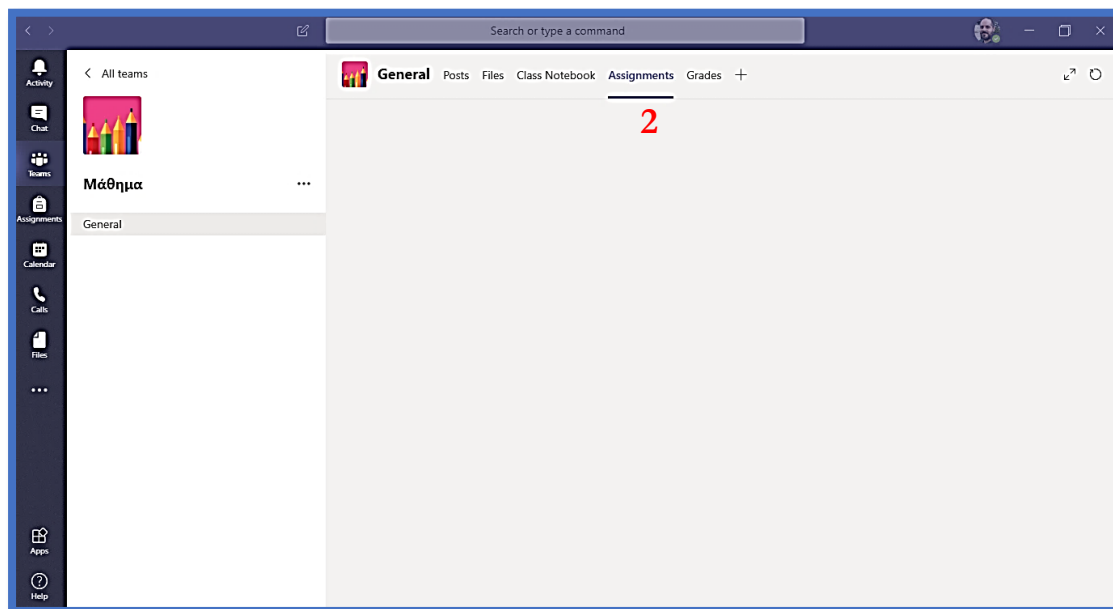 Search or type a command
Activity
Chat
Teams
Assignments
Calendar
Calls
Files
Apps
Help
All teams
Μάθημα
General
General Posts Files Class Notebook Assignments Grades
2